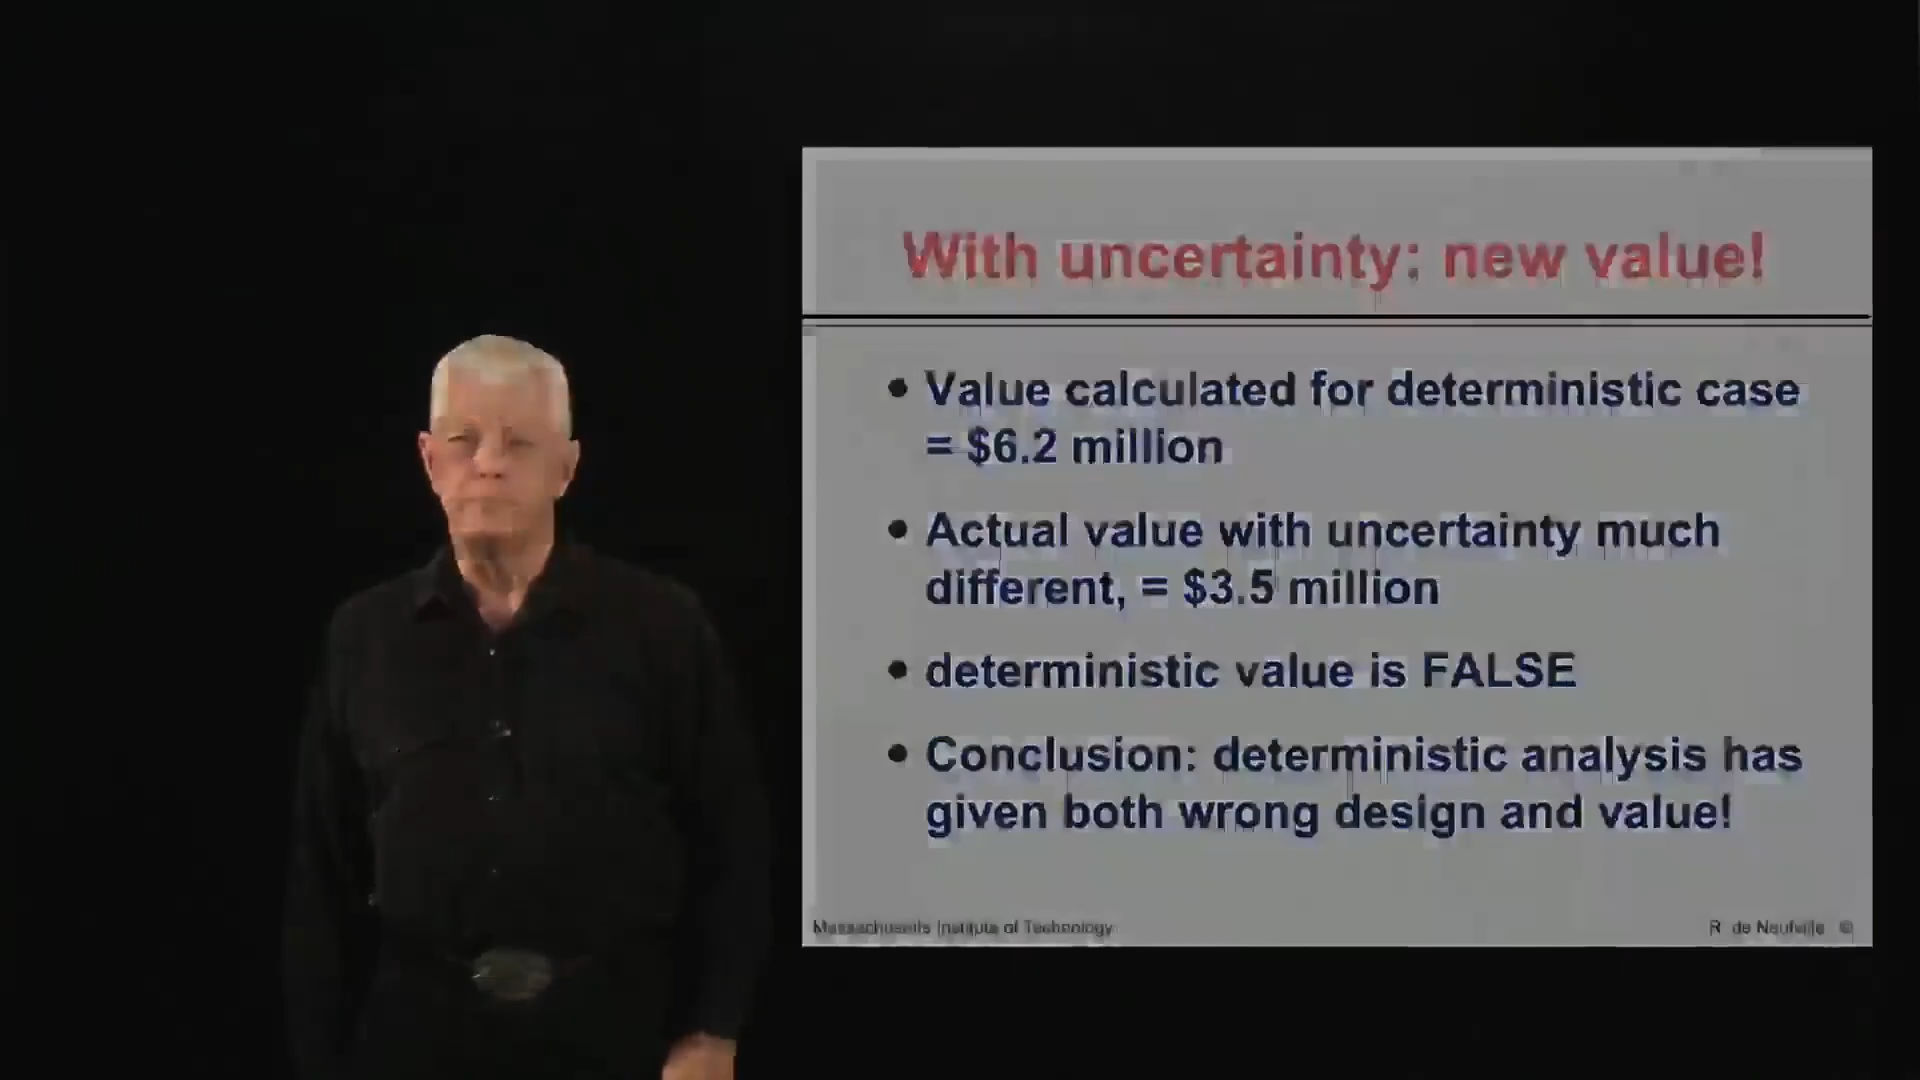 With uncertainty: new value!
• Value calculated for deterministic case
= $6.2 million
• Actual value with uncertainty much
different, = $3.5 million
• deterministic value is FALSE
• Conclusion: deterministic analysis has
given both wrong design and value!
Massachusetts Institute of Technology
R. de Neufville ©